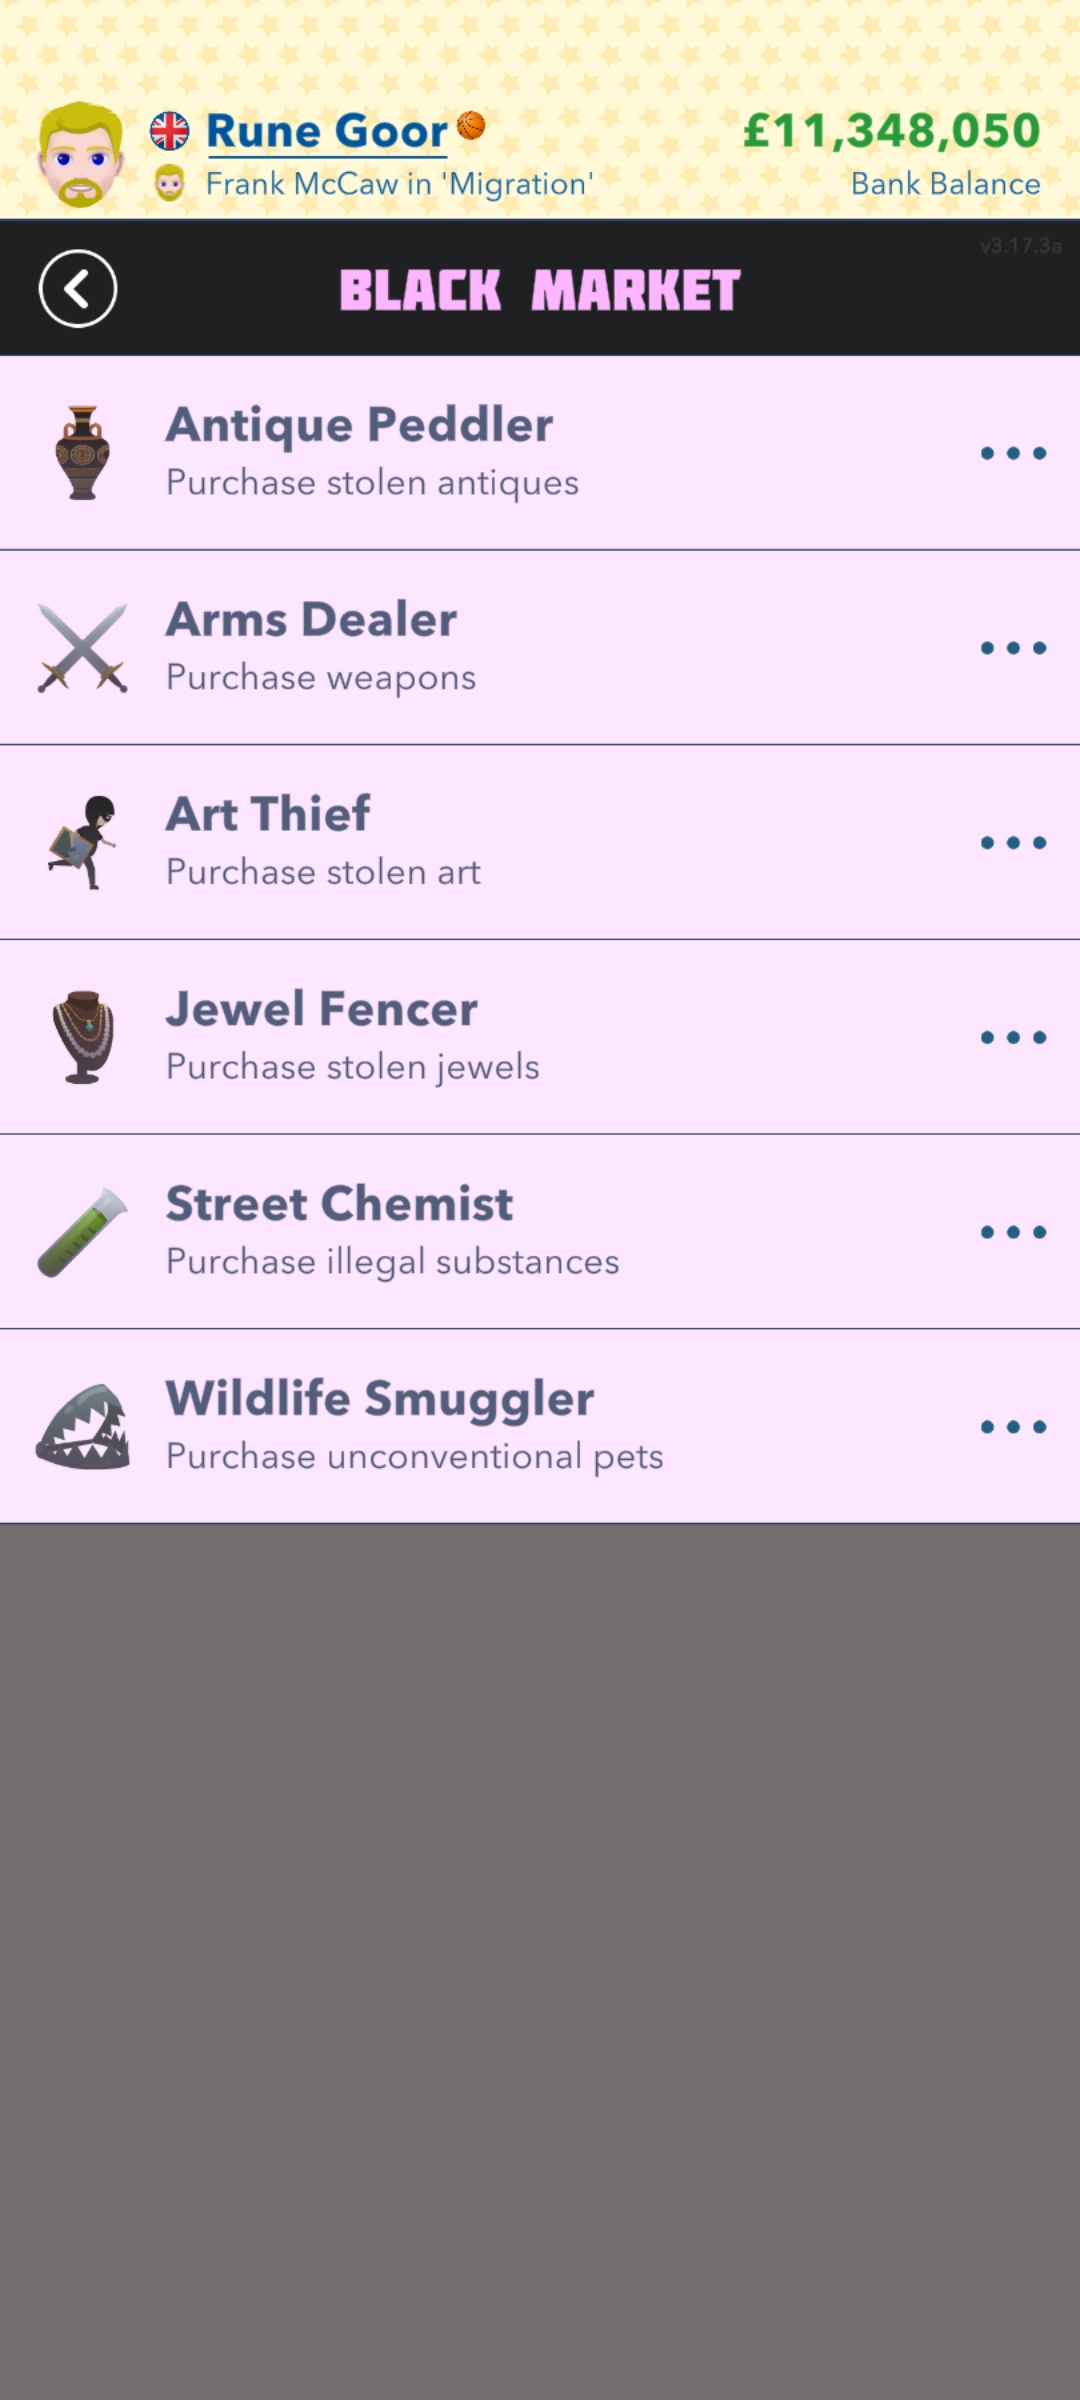 Rune Goor
£11,348,050
Frank McCaw in 'Migration'
Bank Balance
v3.17.3a
BLACK MARKET
Antique Peddler
Purchase stolen antiques
Arms Dealer
Purchase weapons
Art Thief
Purchase stolen art
Jewel Fencer
Purchase stolen jewels
Street Chemist
Purchase illegal substances
Wildlife Smuggler
Purchase unconventional pets